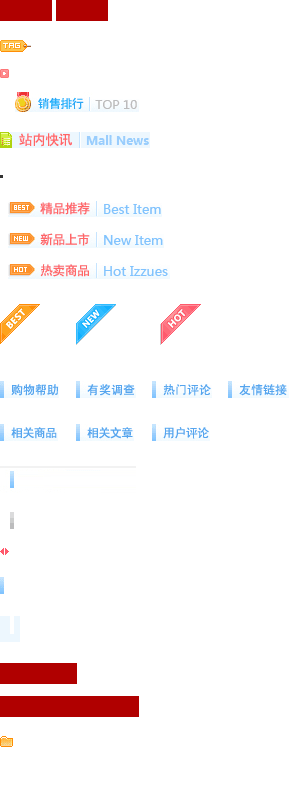 TAG
销售排行 TOP 10
站内快讯 Mall News
BEST 精品推荐 Best Item
NEW 新品上市 New Item
HOT 热卖商品 Hot Izzues
BEST NEW HOT
购物帮助 有奖调查 热门评论 友情链接
相关商品 相关文章 用户评论